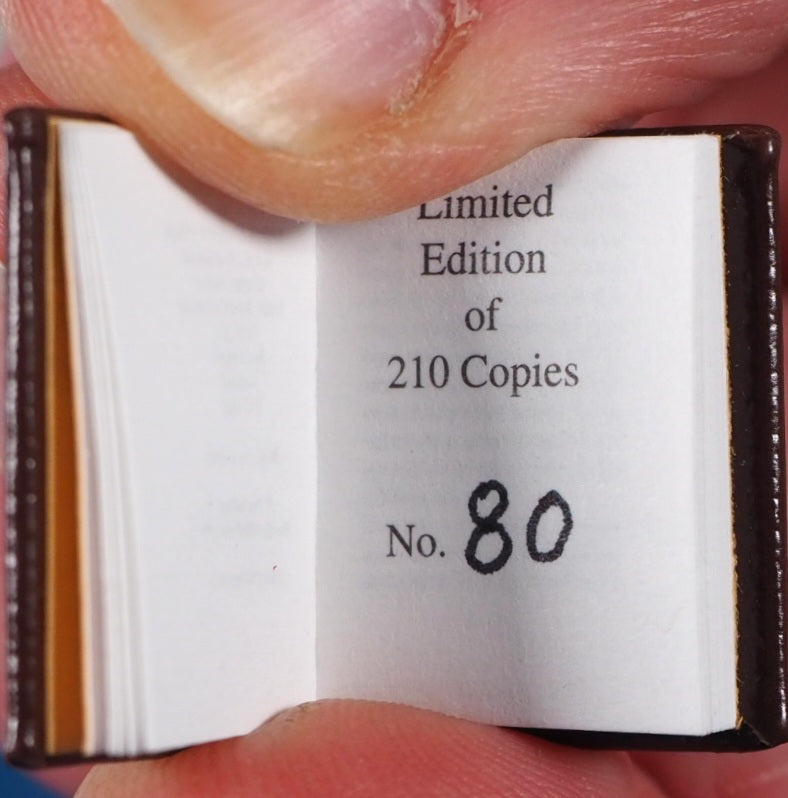 Limited
Edition
of
210 Copies
No. 80